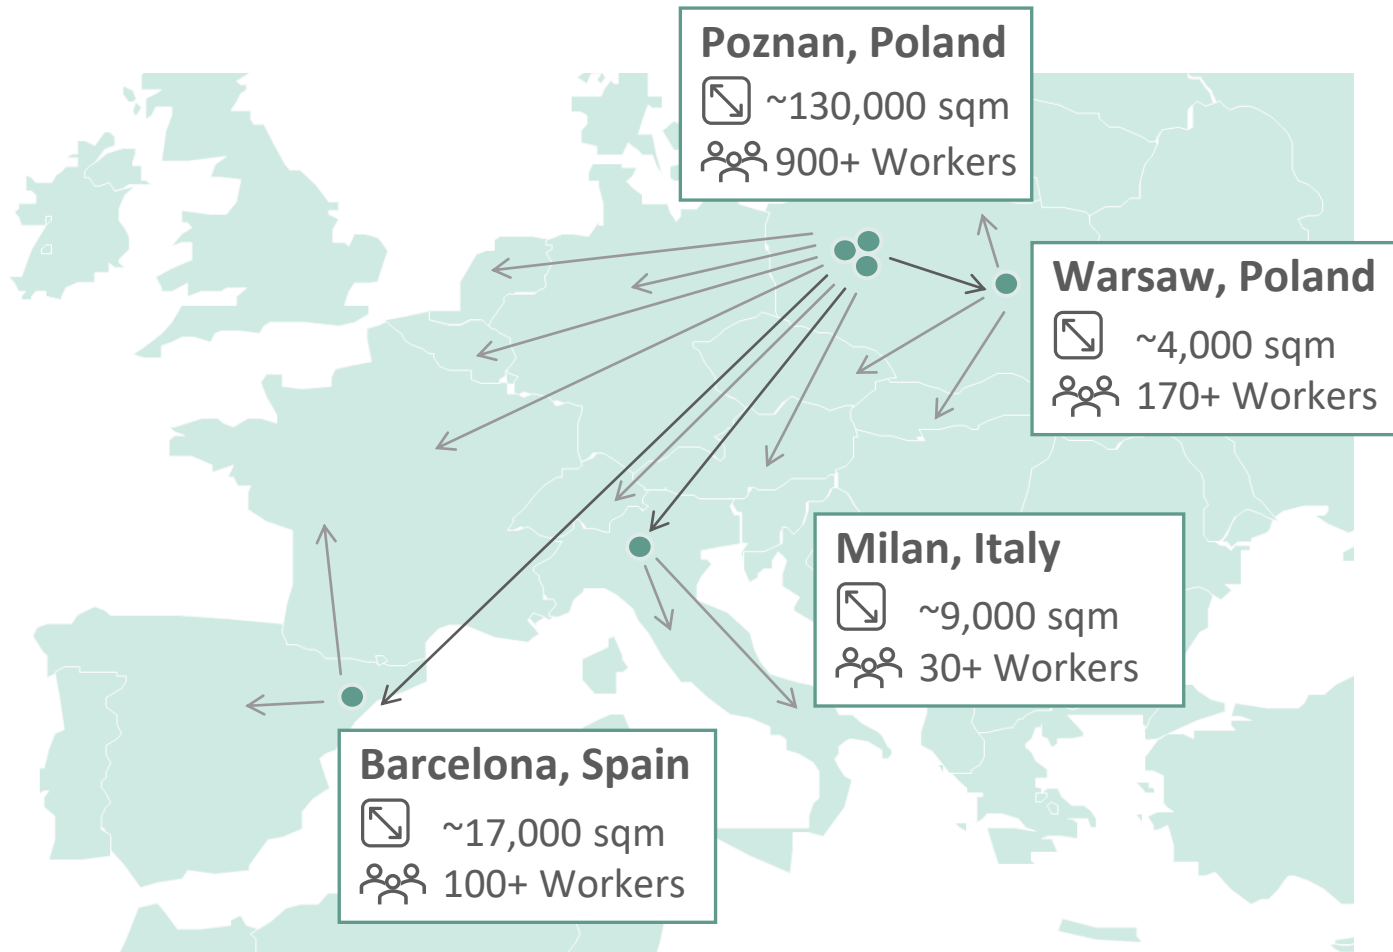 Poznan, Poland
~130,000 sqm
900+ Workers
Warsaw, Poland
~4,000 sqm
170+ Workers
Milan, Italy
~9,000 sqm
30+ Workers
Barcelona, Spain
~17,000 sqm
100+ Workers